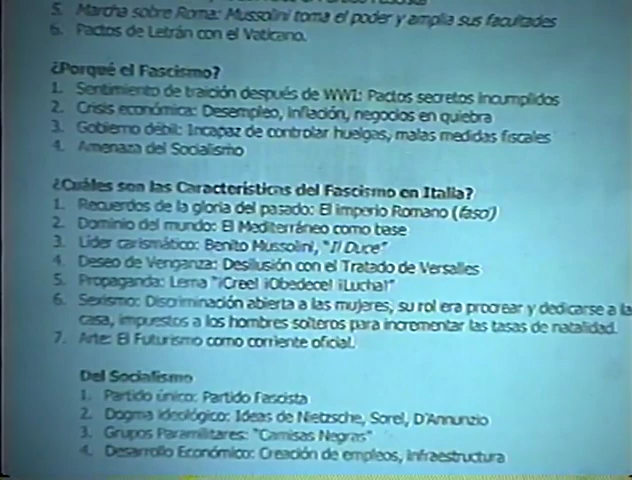 5. Marcha sobre Roma: Mussolini toma el poder y amplia sus facultades
6. Pactos de Letrán con el Vaticano.
¿Porqué el Fascismo?
1. Sentimiento de traición después de WW1: Pactos secretos incumplidos
2. Crisis económica: Desempleo, inflación, negocios en quiebra
3. Gobierno débil: Incapaz de controlar huelgas, malas medidas fiscales
4. Amenaza del Socialismo
¿Cuáles son las Características del Fascismo en Italia?
1. Recuerdos de la gloria del pasado: El imperio Romano (fasci)
2. Dominio del mundo: El Mediterráneo como base
3. Líder carismático: Benito Mussolini, "Il Duce"
4. Deseo de Venganza: Desilusión con el Tratado de Versalles
5. Propaganda: Lema "¡Cree! ¡Obedece! ¡Lucha!"
6. Sexismo: Discriminación abierta a las mujeres, su rol era procrear y dedicarse a la
casa, impuestos a los hombres solteros para incrementar las tasas de natalidad.
7. Arte: El Futurismo como corriente oficial.
Del Socialismo
1. Partido único: Partido Fascista
2. Dogma ideológico: Ideas de Nietzsche, Sorel, D'Annunzio
3. Grupos Paramilitares: "Camisas Negras"
4. Desarrollo Económico: Creación de empleos, infraestructura